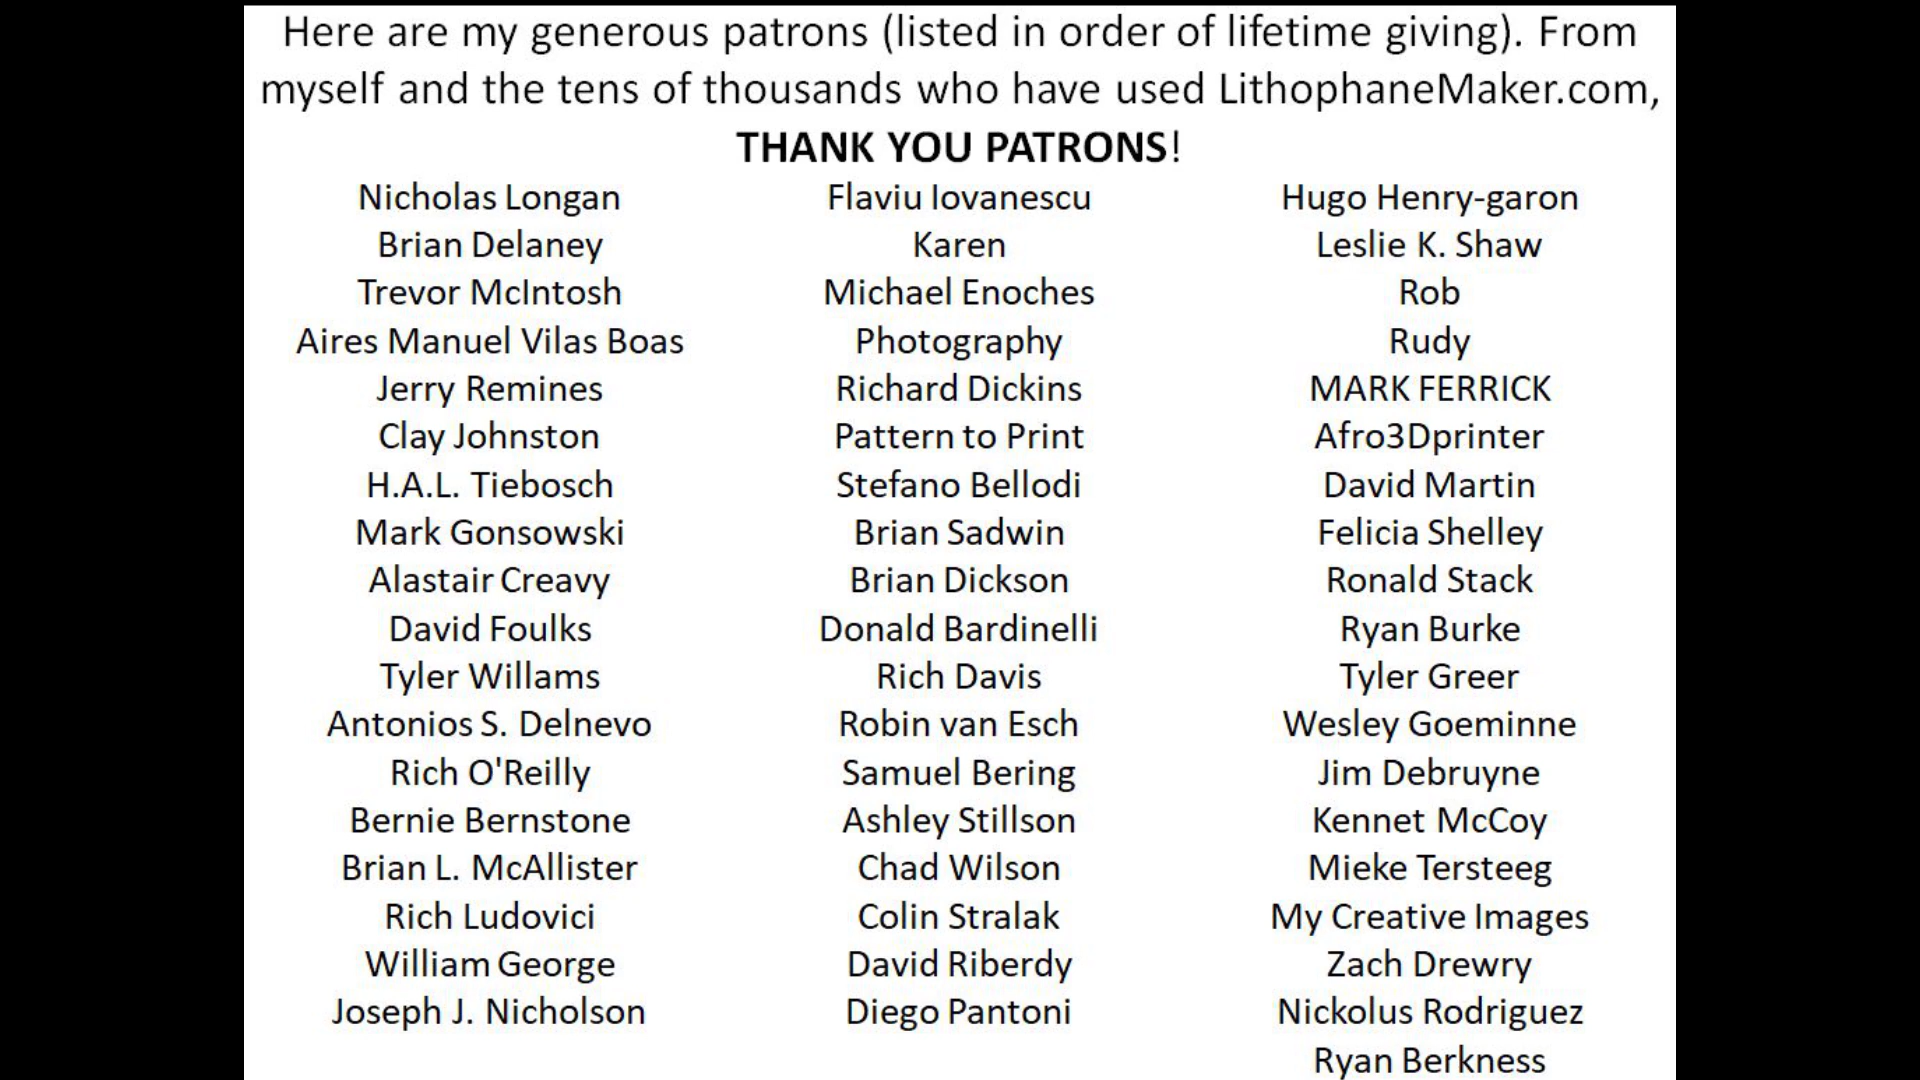 Here are my generous patrons (listed in order of lifetime giving). From
myself and the tens of thousands who have used LithophaneMaker.com,
THANK YOU PATRONS!
Nicholas Longan
Brian Delaney
Trevor McIntosh
Aires Manuel Vilas Boas
Jerry Remines
Clay Johnston
H.A.L. Tiebosch
Mark Gonsowski
Alastair Creavy
David Foulks
Tyler Willams
Antonios S. Delnevo
Rich O'Reilly
Bernie Bernstone
Brian L. McAllister
Rich Ludovici
William George
Joseph J. Nicholson
Flaviu Iovanescu
Karen
Michael Enoches
Photography
Richard Dickins
Pattern to Print
Stefano Bellodi
Brian Sadwin
Brian Dickson
Donald Bardinelli
Rich Davis
Robin van Esch
Samuel Bering
Ashley Stillson
Chad Wilson
Colin Stralak
David Riberdy
Diego Pantoni
Hugo Henry-garon
Leslie K. Shaw
Rob
Rudy
MARK FERRICK
Afro3Dprinter
David Martin
Felicia Shelley
Ronald Stack
Ryan Burke
Tyler Greer
Wesley Goeminne
Jim Debruyne
Kennet McCoy
Mieke Tersteeg
My Creative Images
Zach Drewry
Nickolus Rodriguez
Ryan Berkness